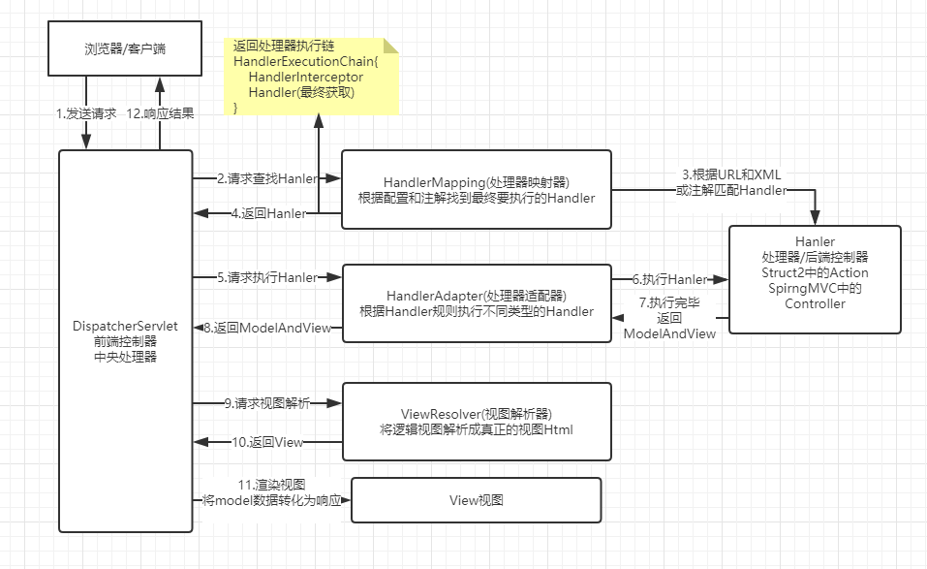 浏览器/客户端
返回处理器执行链
HandlerExecutionChain{
HandlerInterceptor
Handler(最终获取)
}
1.发送请求
12.响应结果
2.请求查找Hanler
HandlerMapping(处理器映射器)
根据配置和注解找到最终要执行的Handler
3.根据URL和XML
或注解匹配Handler
4.返回Hanler
Hanler
处理器/后端控制器
Struct2中的Action
SpirngMVC中的
Controller
5.请求执行Hanler
HandlerAdapter(处理器适配器)
根据Handler规则执行不同类型的Handler
6.执行Hanler
7.执行完毕
返回
ModelAndView
8.返回ModelAndView
DispatcherServlet
前端控制器
中央处理器
9.请求视图解析
ViewResolver(视图解析器)
将逻辑视图解析成真正的视图Html
10.返回View
11.渲染视图
将model数据转化为响应
View视图